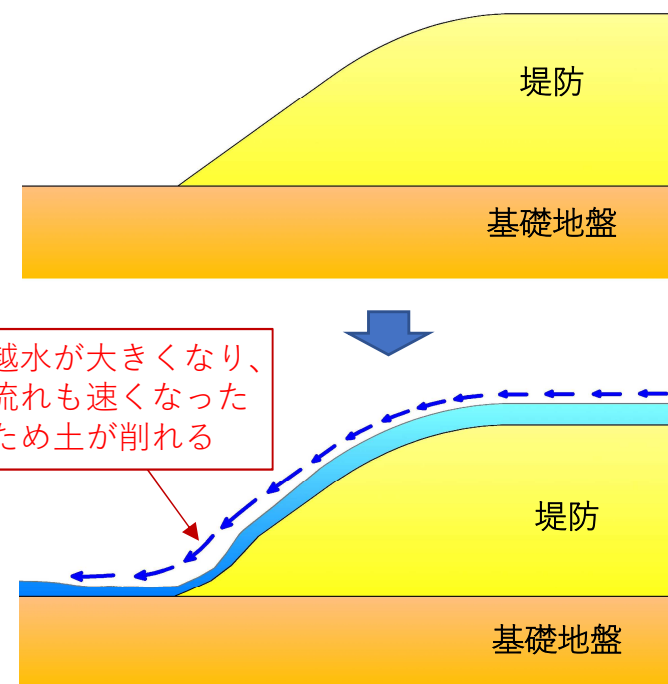 堤防
基礎地盤
越水が大きくなり、
流れも速くなった
ため土が削れる
堤防
基礎地盤